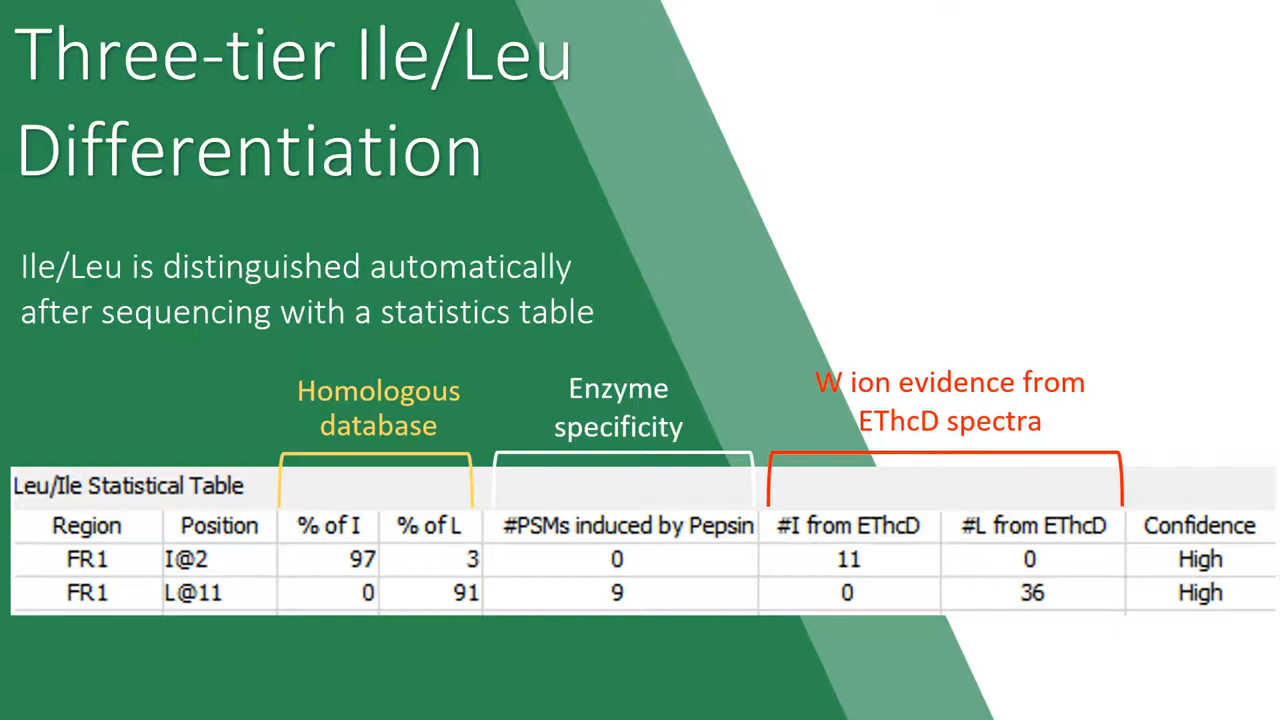 Three-tier Ile/Leu
Differentiation
Ile/Leu is distinguished automatically
after sequencing with a statistics table
Homologous
database
Enzyme
specificity
W ion evidence from
EThcD spectra
Leu/Ile Statistical Table
Region Position % of I % of L #PSMs induced by Pepsin #I from EThcD #L from EThcD Confidence
FR1 I@2 97 3 0 11 0 High
FR1 L@11 0 91 9 0 36 High